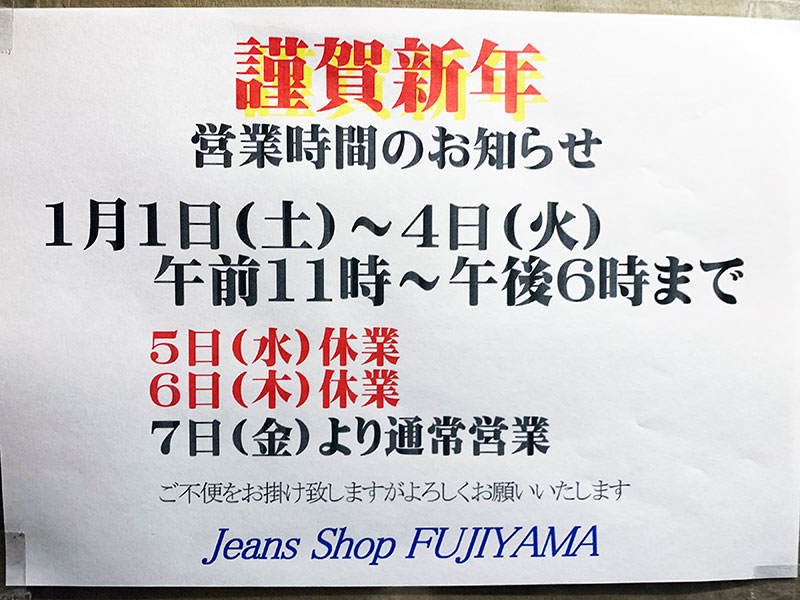 謹賀新年
営業時間のお知らせ
1月1日(土)~4日(火)
午前11時~午後6時まで
5日(水)休業
6日(木)休業
7日(金)より通常営業
ご不便をお掛け致しますがよろしくお願いいたします
Jeans Shop FUJIYAMA